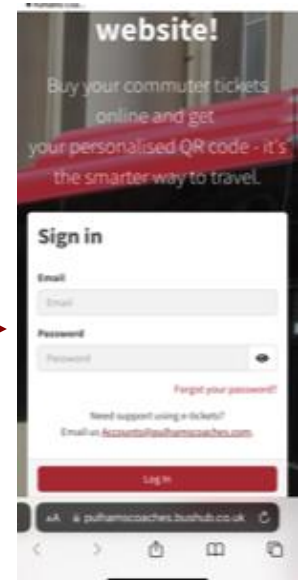 website!
Buy your commuter tickets
online and get
your personalised QR code - it's
the smarter way to travel.
Sign in
Email
Email
Password
Password
Forgot your password?
Need support using e-tickets?
Email us Accounts@pulhamscoaches.com.
Log In
AA pulhamscoaches.bushub.co.uk